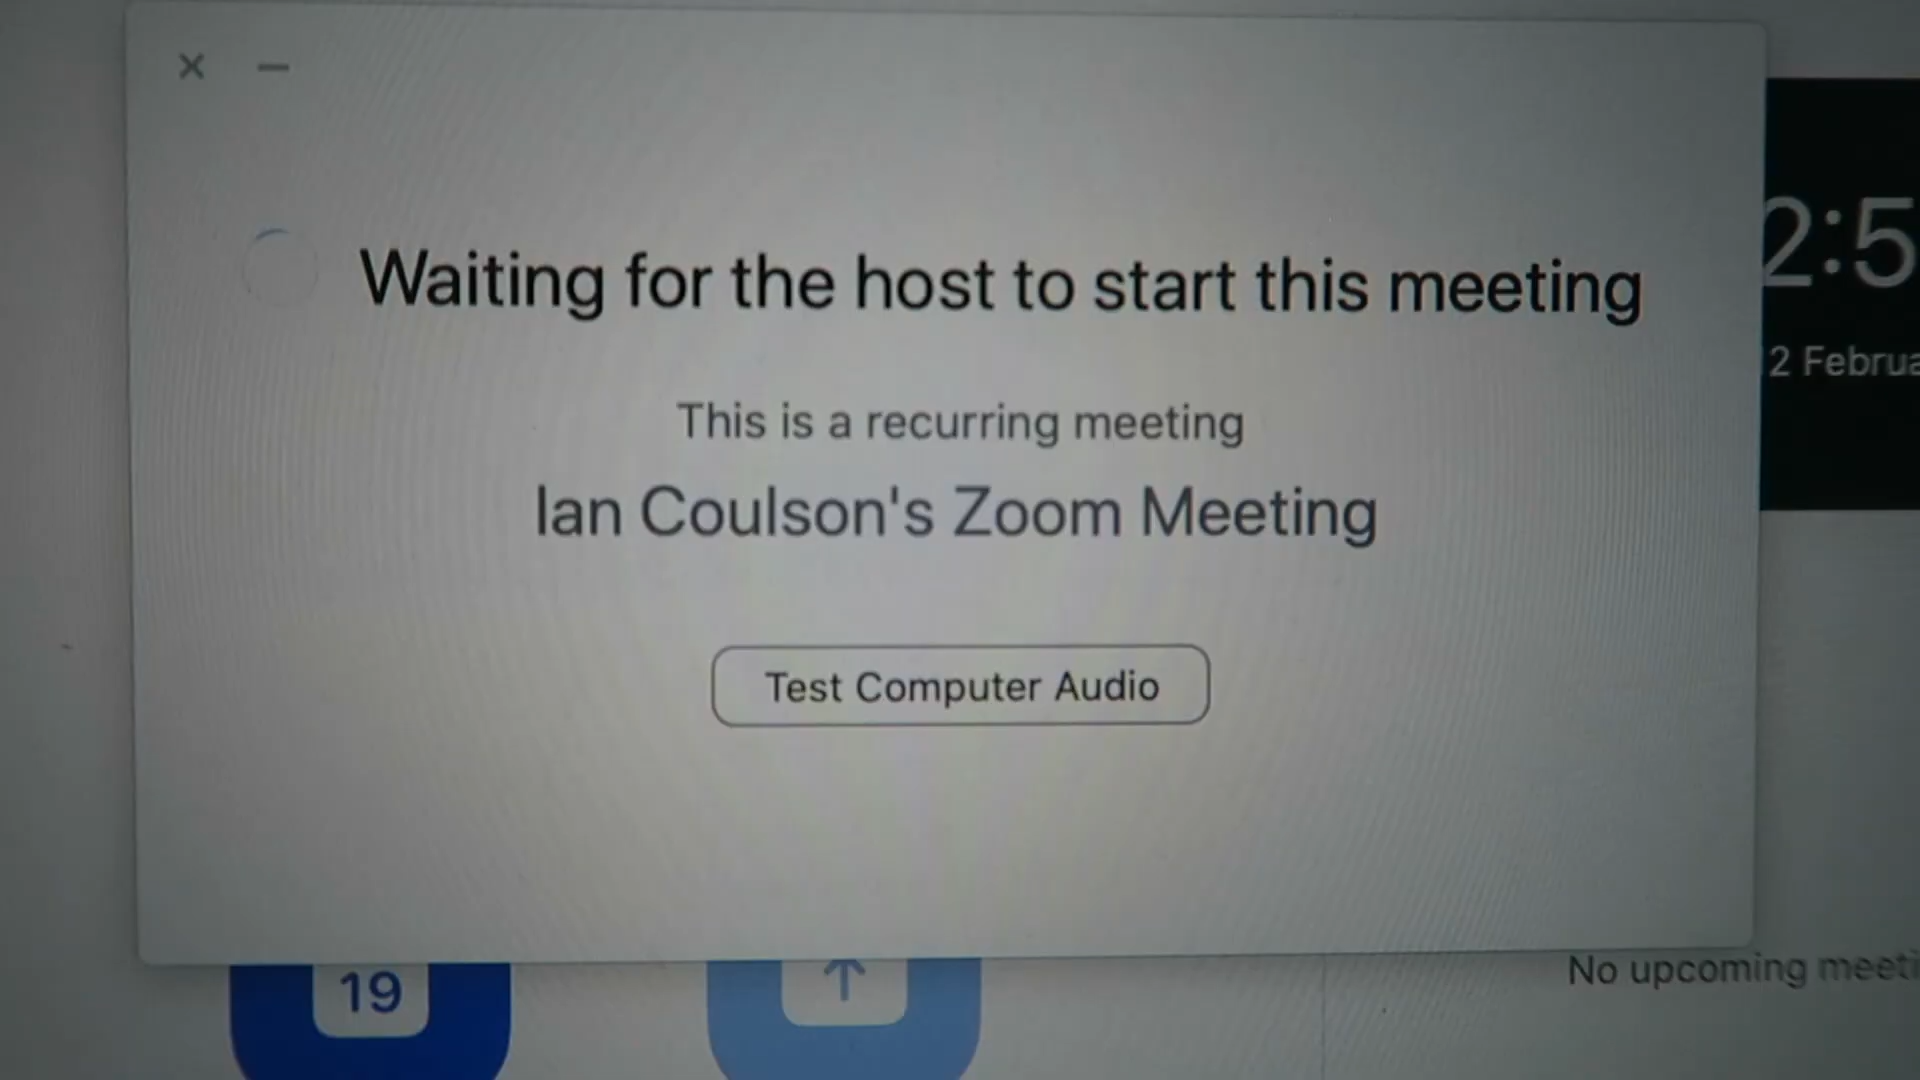 Waiting for the host to start this meeting
This is a recurring meeting
Ian Coulson's Zoom Meeting
Test Computer Audio
2:5
2 Februa
19
No upcoming meeti